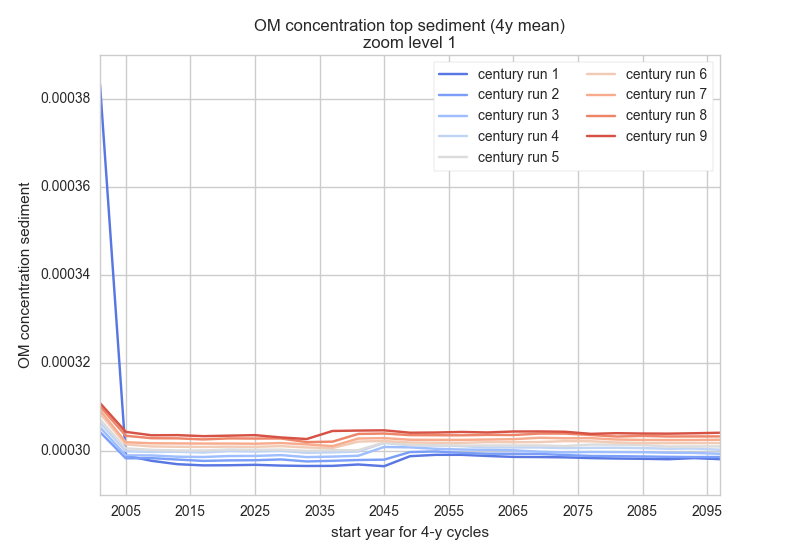 OM concentration top sediment (4y mean)
zoom level 1
OM concentration sediment
0.00038
0.00036
0.00034
0.00032
0.00030
century run 1
century run 2
century run 3
century run 4
century run 5
century run 6
century run 7
century run 8
century run 9
2005 2015 2025 2035 2045 2055 2065 2075 2085 2095
start year for 4-y cycles